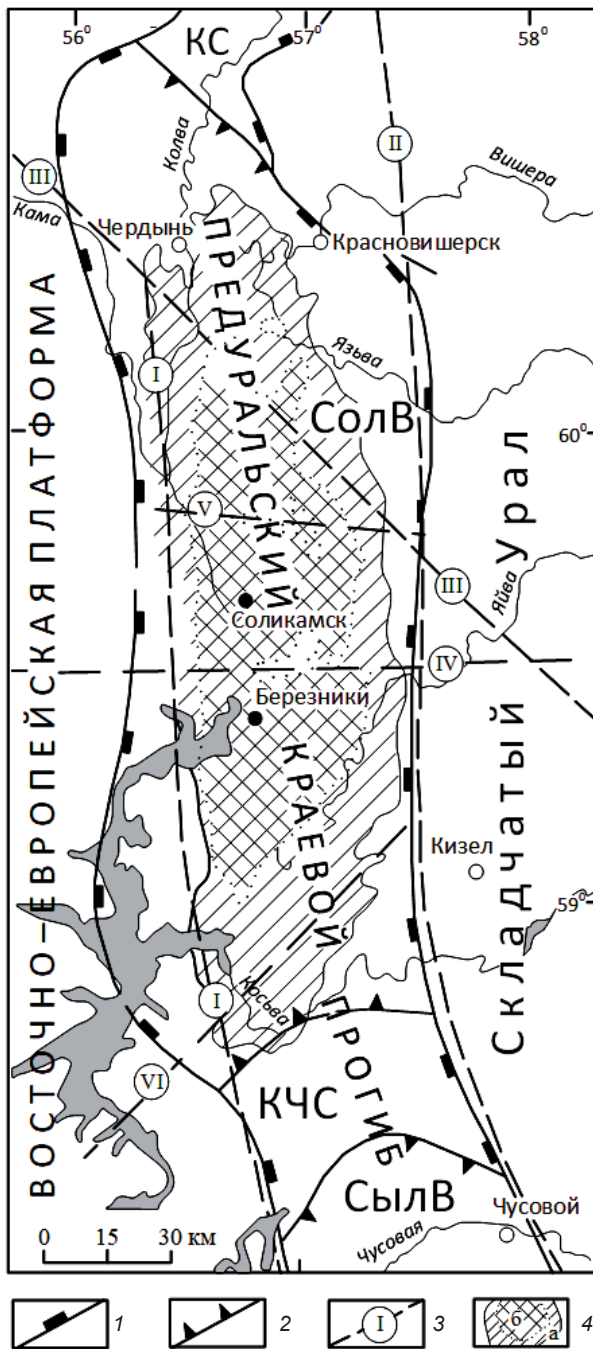 56⁰
57⁰
58⁰
КС
II
Колва
Вишера
III
Кама
Чердынь
Красновишерск
ПРЕДУРАЛЬСКИЙ
I
Язьва
СолВ
60⁰
ВОСТОЧНО–ЕВРОПЕЙСКАЯ ПЛАТФОРМА
Складчатый Урал
V
III
Соликамск
Яйва
IV
Березники
КРАЕВОЙ
Кизел
59⁰
I
Косьва
ПРОГИБ
VI
КЧС
СылВ
Чусовой
Чусовая
0 15 30 км
1
2
I 3
б а 4